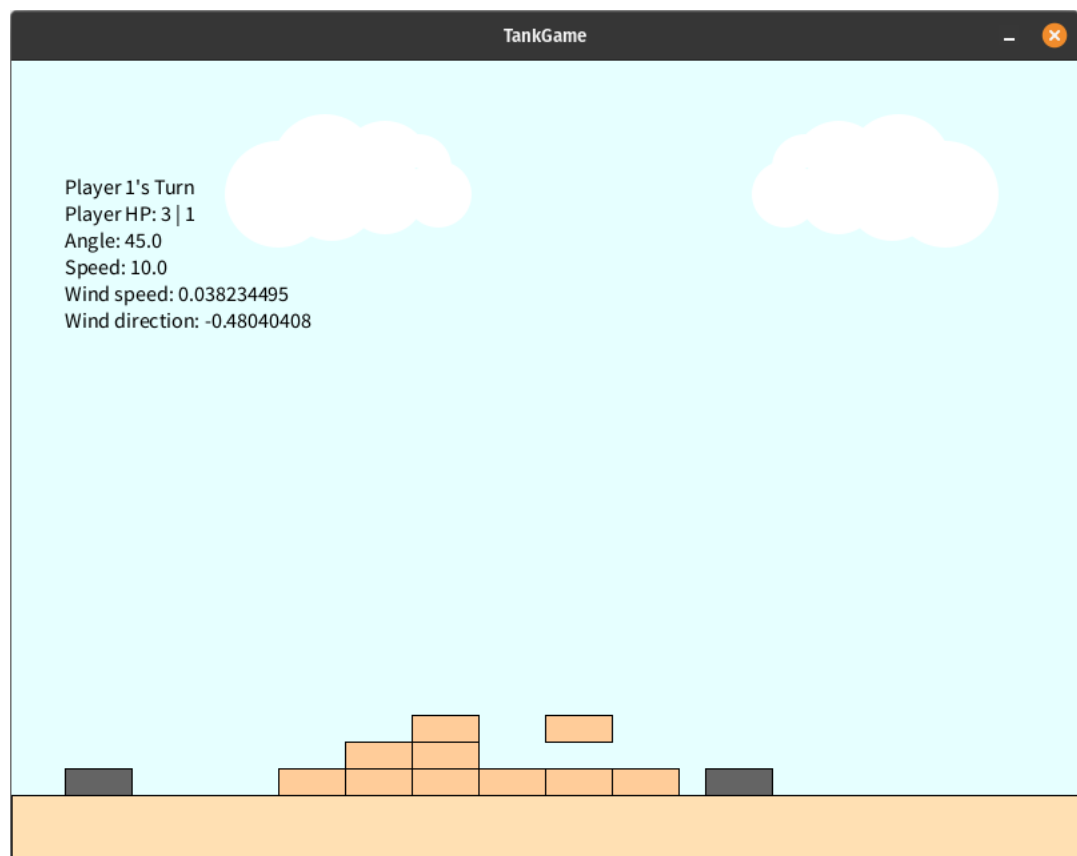 TankGame
Player 1's Turn
Player HP: 3 | 1
Angle: 45.0
Speed: 10.0
Wind speed: 0.038234495
Wind direction: -0.48040408